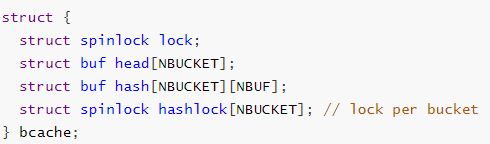 struct {
  struct spinlock lock;
  struct buf head[NBUCKET];
  struct buf hash[NBUCKET][NBUF];
  struct spinlock hashlock[NBUCKET]; // lock per bucket
} bcache;